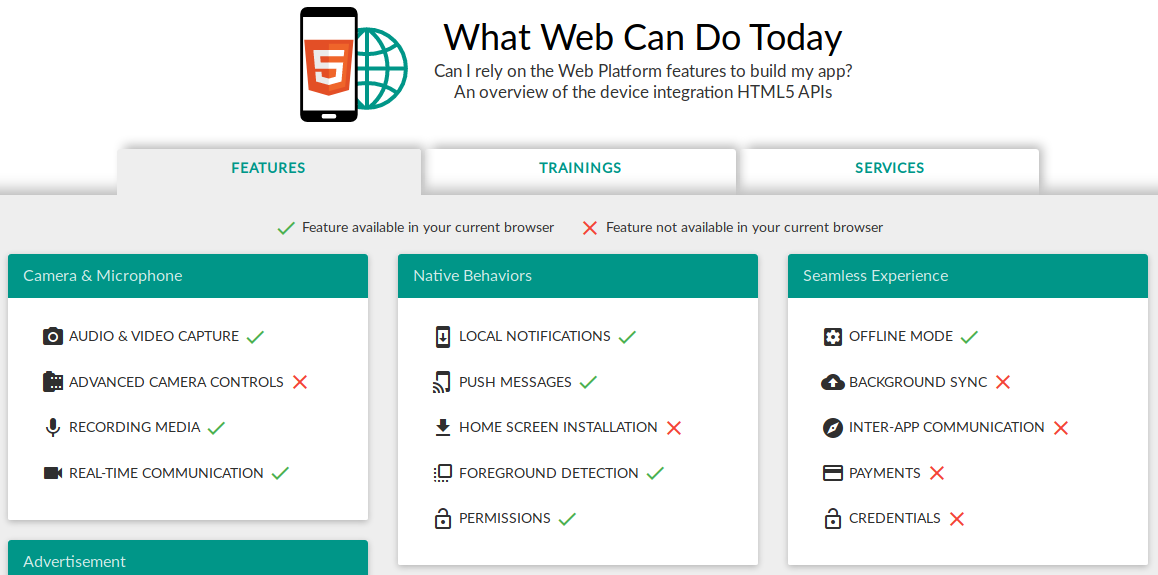 What Web Can Do Today
Can I rely on the Web Platform features to build my app?
An overview of the device integration HTML5 APIs
FEATURES
TRAININGS
SERVICES
Feature available in your current browser
Feature not available in your current browser
Camera & Microphone
AUDIO & VIDEO CAPTURE
ADVANCED CAMERA CONTROLS
RECORDING MEDIA
REAL-TIME COMMUNICATION
Advertisement
Native Behaviors
LOCAL NOTIFICATIONS
PUSH MESSAGES
HOME SCREEN INSTALLATION
FOREGROUND DETECTION
PERMISSIONS
Seamless Experience
OFFLINE MODE
BACKGROUND SYNC
INTER-APP COMMUNICATION
PAYMENTS
CREDENTIALS